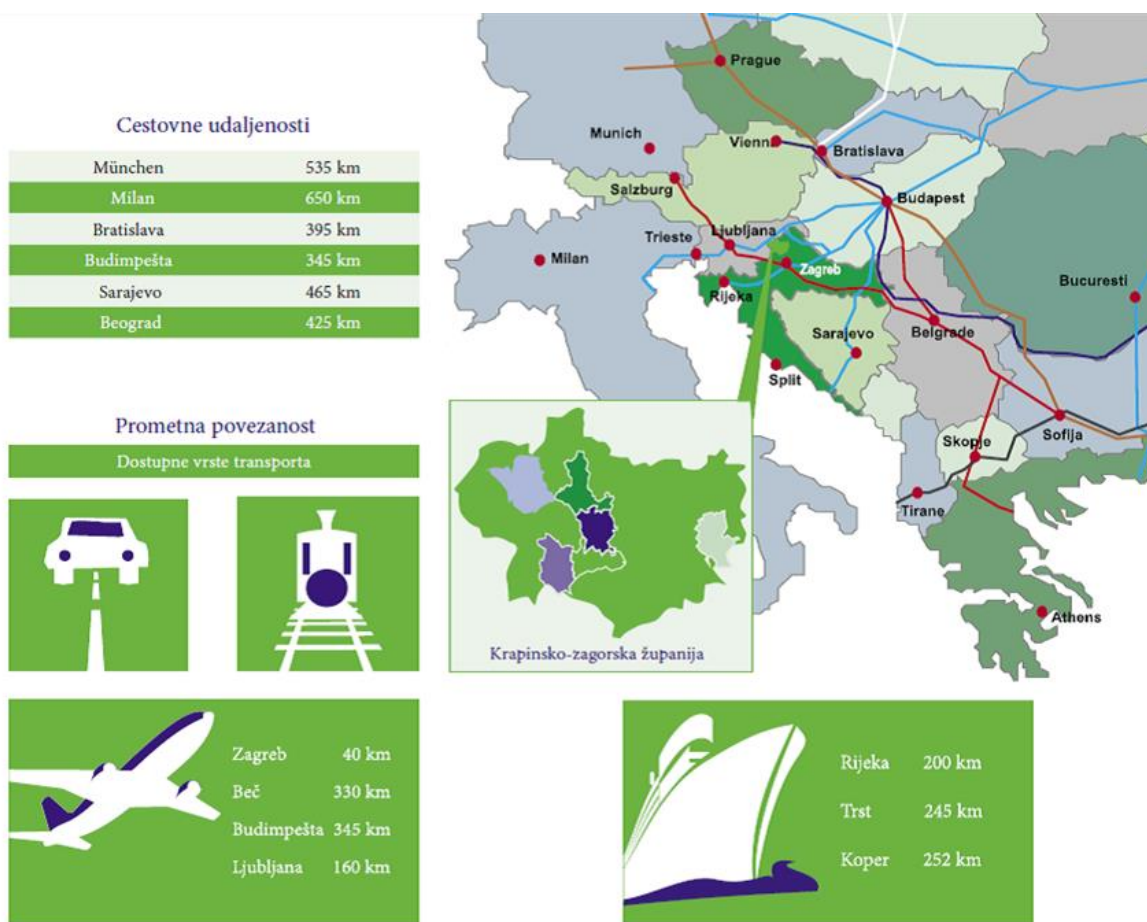 Cestovne udaljenosti
München 535 km
Milan 650 km
Bratislava 395 km
Budimpešta 345 km
Sarajevo 465 km
Beograd 425 km
Prometna povezanost
Dostupne vrste transporta
Zagreb 40 km
Beč 330 km
Budimpešta 345 km
Ljubljana 160 km
Prague
Munich
Vienna
Bratislava
Salzburg
Budapest
Trieste
Ljubljana
Milan
Zagreb
Rijeka
Bucuresti
Sarajevo
Belgrade
Split
Skopje
Sofija
Tirane
Athens
Krapinsko-zagorska županija
Rijeka 200 km
Trst 245 km
Koper 252 km